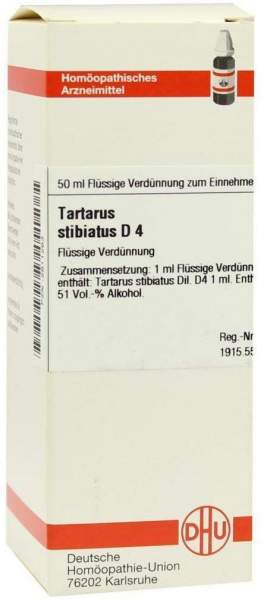 Homöopathisches
Arzneimittel
50 ml Flüssige Verdünnung zum Einnehme
Tartarus
stibiatus D 4
Flüssige Verdünnung
Zusammensetzung: 1 ml Flüssige Verdünn
enthält: Tartarus stibiatus Dil. D4 1 ml. Enth
51 Vol.-% Alkohol.
Reg.-Nr
1915 55
DHU
Deutsche
Homöopathie-Union
76202 Karlsruhe